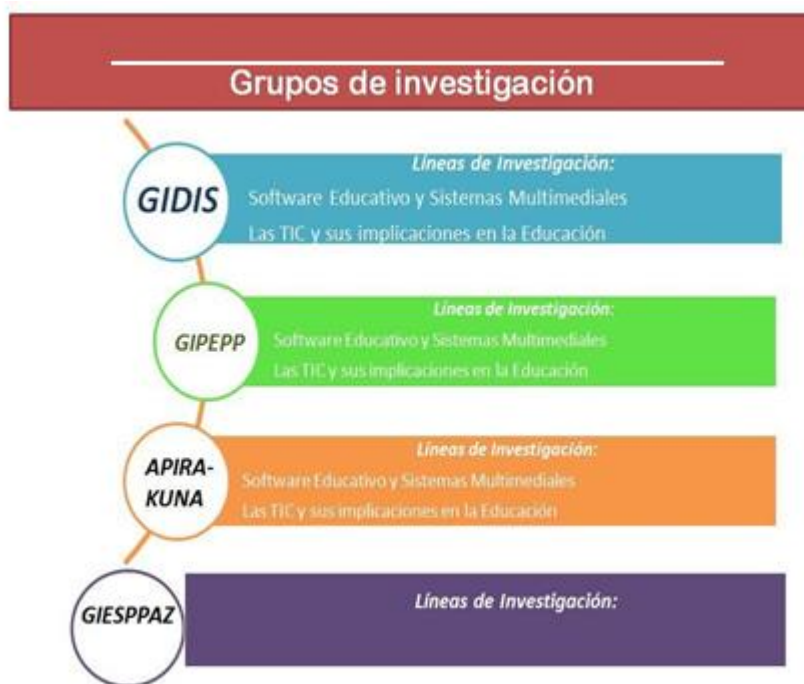 Grupos de investigación
Líneas de Investigación:
GIDIS
Software Educativo y Sistemas Multimediales
Las TIC y sus implicaciones en la Educación
Líneas de Investigación:
GIPEPP
Software Educativo y Sistemas Multimediales
Las TIC y sus implicaciones en la Educación
Líneas de Investigación:
APIRA-
KUNA
Software Educativo y Sistemas Multimediales
Las TIC y sus implicaciones en la Educación
GIESPPAZ
Líneas de Investigación: